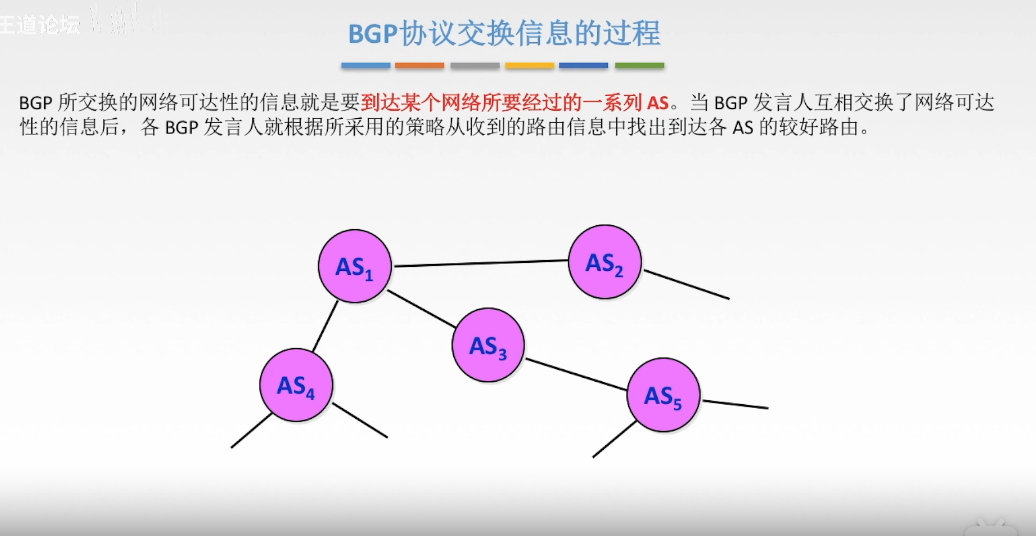 王道论坛
BGP协议交换信息的过程
BGP 所交换的网络可达性的信息就是要到达某个网络所要经过的一系列 AS。当 BGP 发言人互相交换了网络可达
性的信息后，各 BGP 发言人就根据所采用的策略从收到的路由信息中找出到达各 AS 的较好路由。
AS1
AS2
AS3
AS4
AS5